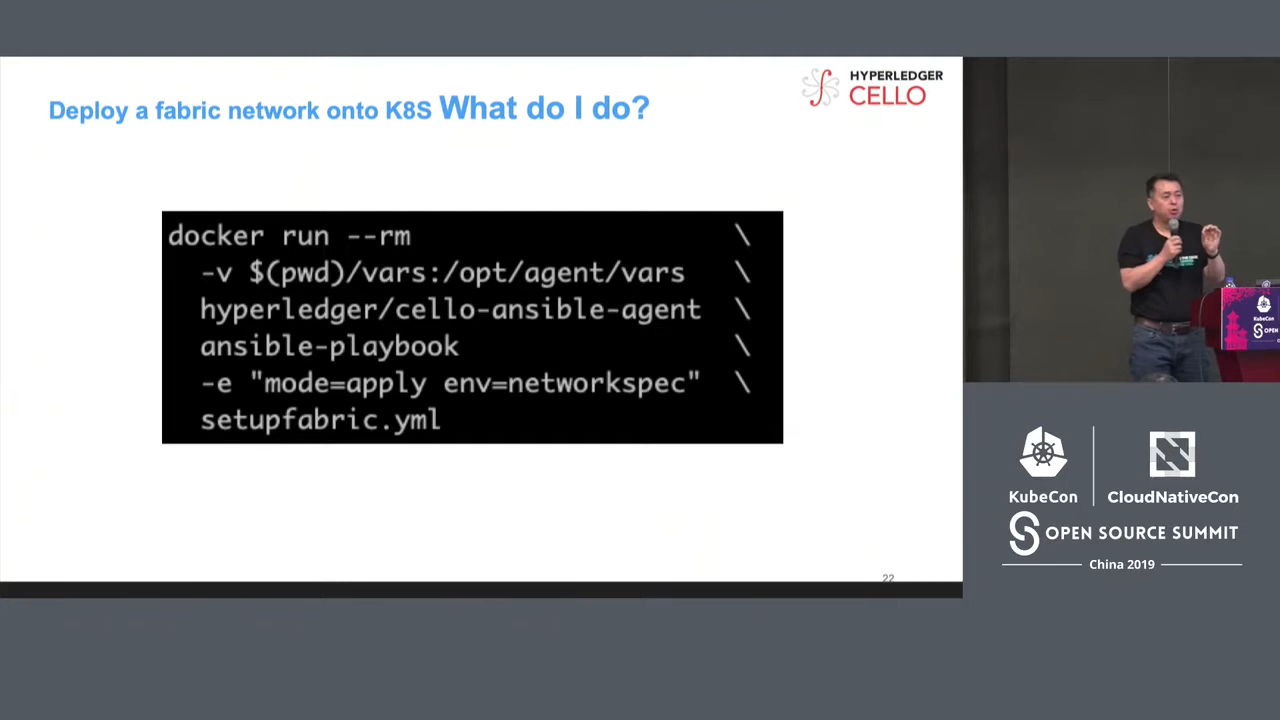 Deploy a fabric network onto K8S What do I do?
HYPERLEDGER
CELLO
docker run --rm \
-v $(pwd)/vars:/opt/agent/vars \
hyperledger/cello-ansible-agent \
ansible-playbook \
-e "mode=apply env=networkspec" \
setupfabric.yml
22
KubeCon
OPEN
KubeCon
CloudNativeCon
OPEN SOURCE SUMMIT
China 2019